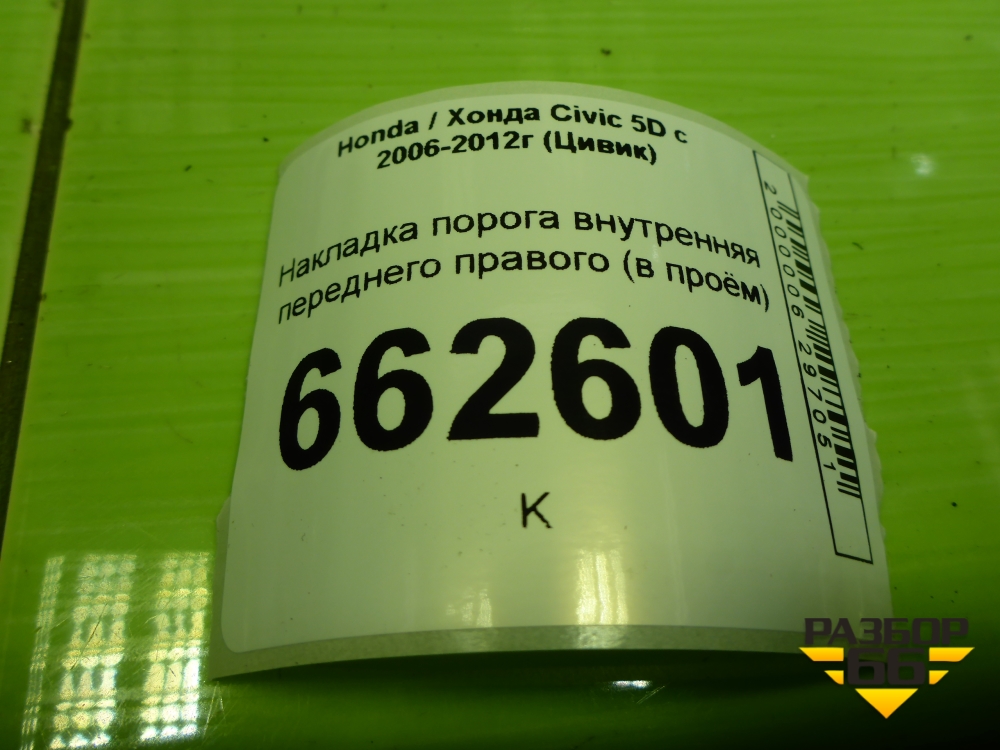 Honda / Хонда Civic 5D с
2006-2012г (Цивик)
Накладка порога внутренняя
переднего правого (в проём)
662601
К
2000006297051
РАЗБОР
66